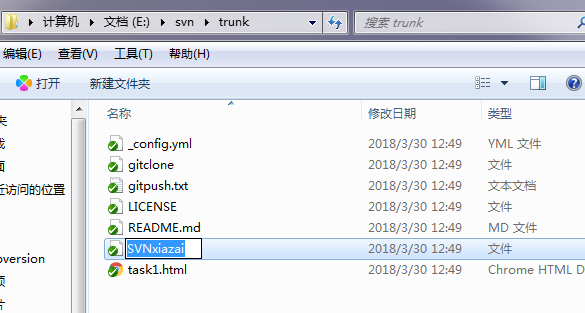 计算机 文档 (E:) svn trunk 搜索 trunk
编辑(E) 查看(V) 工具(T) 帮助(H)
打开 新建文件夹
名称 修改日期 类型
_config.yml 2018/3/30 12:49 YML 文件
gitclone 2018/3/30 12:49 文件
gitpush.txt 2018/3/30 12:49 文本文档
近访问的位置
LICENSE 2018/3/30 12:49 文件
README.md 2018/3/30 12:49 MD 文件
SVNxiazai 2018/3/30 12:49 文件
oversion
task1.html 2018/3/30 12:49 Chrome HTML D